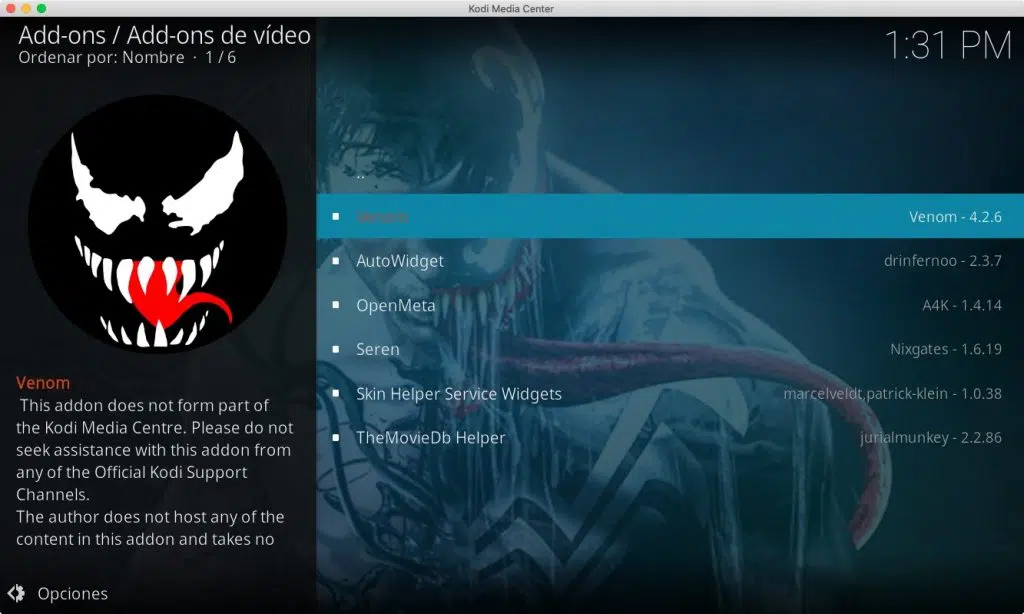 Kodi Media Center
Add-ons / Add-ons de vídeo
Ordenar por: Nombre · 1 / 6
1:31 PM
..
Venom
Venom - 4.2.6
AutoWidget
drinfernoo - 2.3.7
OpenMeta
A4K - 1.4.14
Seren
Nixgates - 1.6.19
Skin Helper Service Widgets
marcelveldt,patrick-klein - 1.0.38
TheMovieDb Helper
jurialmunkey - 2.2.86
Venom
This addon does not form part of
the Kodi Media Centre. Please do not
seek assistance with this addon from
any of the Official Kodi Support
Channels.
The author does not host any of the
content in this addon and takes no
Opciones